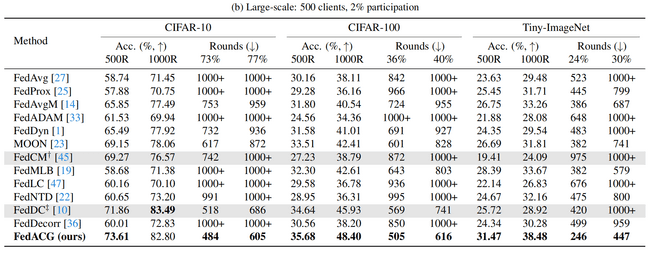 (b) Large-scale: 500 clients, 2% participation
Method CIFAR-10 CIFAR-100 Tiny-ImageNet
Acc. (%, ↑) Rounds (↓) Acc. (%, ↑) Rounds (↓) Acc. (%, ↑) Rounds (↓)
500R 1000R 73% 77% 500R 1000R 36% 40% 500R 1000R 24% 30%
FedAvg [27] 58.74 71.45 1000+ 1000+ 30.16 38.11 842 1000+ 23.63 29.48 523 1000+
FedProx [25] 57.88 70.75 1000+ 1000+ 29.28 36.16 966 1000+ 25.45 31.71 445 799
FedAvgM [14] 65.85 77.49 753 959 31.80 40.54 724 955 26.75 33.26 386 687
FedADAM [33] 61.53 69.94 1000+ 1000+ 24.56 34.36 1000+ 1000+ 21.88 28.08 648 1000+
FedDyn [1] 65.49 77.92 732 936 31.58 41.01 691 927 24.35 29.54 483 1000+
MOON [23] 69.15 78.06 617 872 33.51 42.41 601 828 26.69 31.81 382 741
FedCM† [45] 69.27 76.57 742 1000+ 27.23 38.79 872 1000+ 19.41 24.09 975 1000+
FedMLB [19] 58.68 71.38 1000+ 1000+ 32.30 42.61 643 803 28.39 33.67 382 579
FedLC [47] 60.16 70.10 1000+ 1000+ 29.58 36.78 936 1000+ 22.14 26.83 676 1000+
FedNTD [22] 60.65 73.20 991 1000+ 28.95 36.31 995 1000+ 24.67 32.16 475 800
FedDC‡ [10] 71.86 83.49 518 686 34.64 45.93 569 741 25.72 28.92 420 1000+
FedDecorr [36] 60.01 72.83 1000+ 1000+ 30.56 38.20 850 1000+ 24.34 30.28 499 959
FedACG (ours) 73.61 82.80 484 605 35.68 48.40 505 616 31.47 38.48 246 447